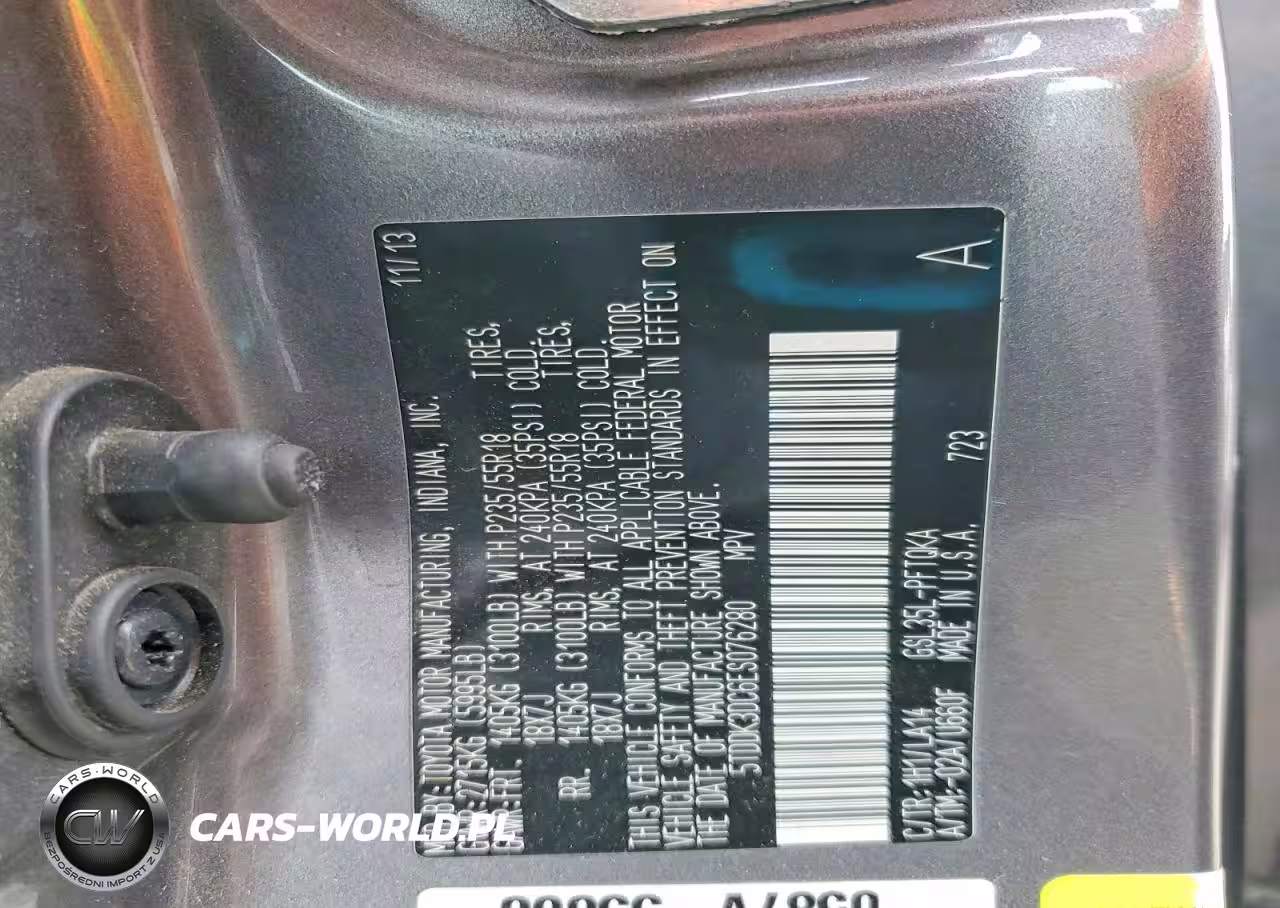 11/13
MFD. BY: TOYOTA MOTOR MANUFACTURING, INDIANA, INC.
2715KG (5995LB)
FRT. 1405KG (3100LB) WITH P235/55R18 TIRES,
18X7J RIMS, AT 240KPA (35PSI) COLD.
RR. 1405KG (3100LB) WITH P235/55R18 TIRES,
18X7J RIMS, AT 240KPA (35PSI) COLD.
THIS VEHICLE CONFORMS TO ALL APPLICABLE FEDERAL MOTOR
VEHICLE SAFETY AND THEFT PREVENTION STANDARDS IN EFFECT ON
THE DATE OF MANUFACTURE SHOWN ABOVE.
5TDDK3DC6ES076280 MPV
A
C/TR:1H1/LA14 GSL35L-PFTQKA
A/TM:-02A/U660F MADE IN U.S.A. 723
CARS-WORLD
CW
BEZPOŚREDNI IMPORT Z USA
CARS-WORLD.PL